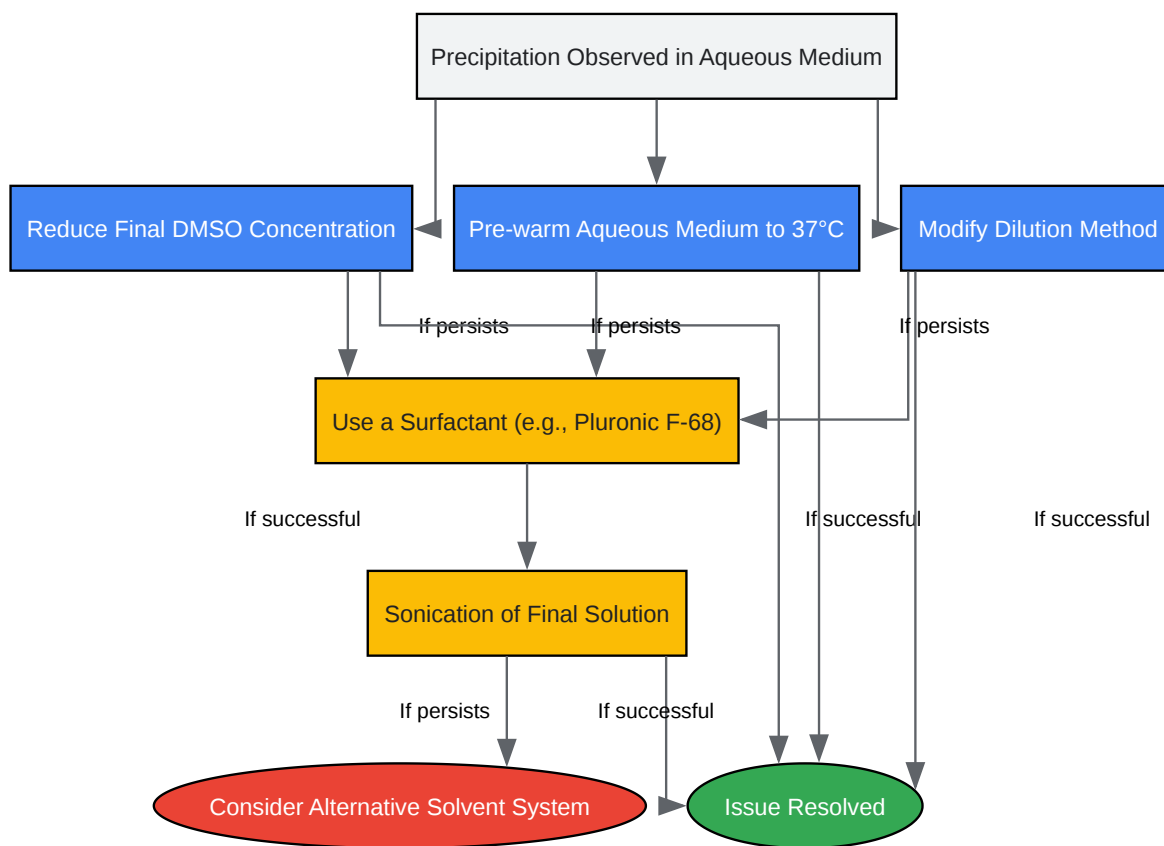 Precipitation Observed in Aqueous Medium
Reduce Final DMSO Concentration
Pre-warm Aqueous Medium to 37°C
Modify Dilution Method
If persists
If persists
If persists
Use a Surfactant (e.g., Pluronic F-68)
If successful
If successful
If successful
Sonication of Final Solution
If persists
If successful
Consider Alternative Solvent System
Issue Resolved